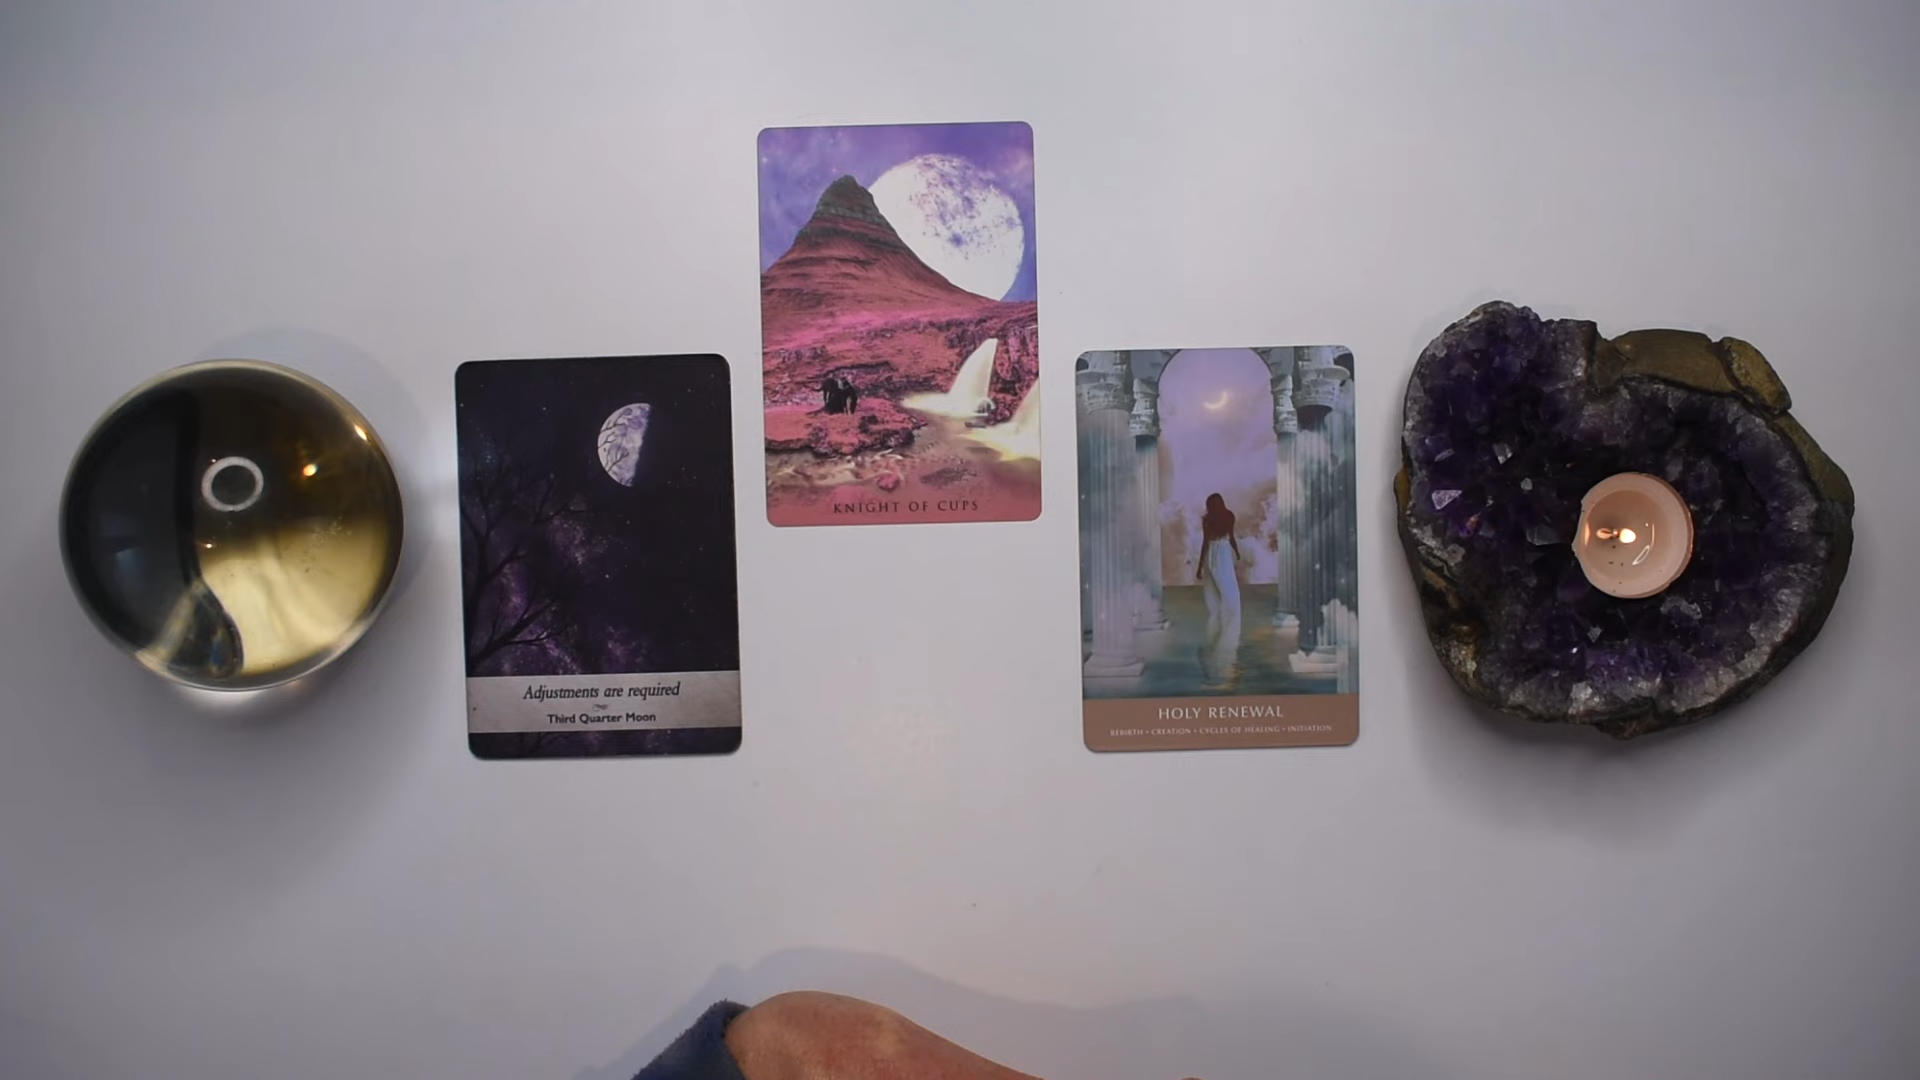 KNIGHT OF CUPS
Adjustments are required
Third Quarter Moon
HOLY RENEWAL
REBIRTH • CREATION • CYCLES OF HEALING • INITIATION